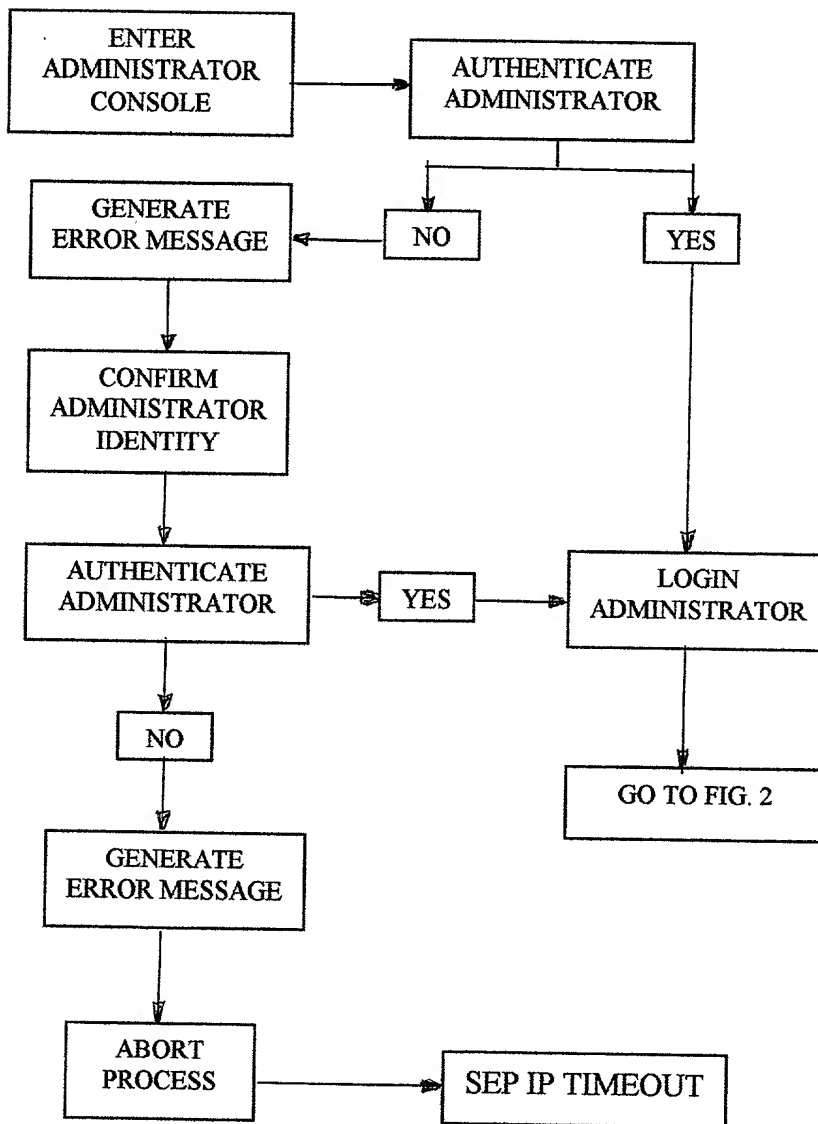 ENTER
ADMINISTRATOR
CONSOLE
AUTHENTICATE
ADMINISTRATOR
GENERATE
ERROR MESSAGE
NO
YES
CONFIRM
ADMINISTRATOR
IDENTITY
AUTHENTICATE
ADMINISTRATOR
YES
LOGIN
ADMINISTRATOR
NO
GO TO FIG. 2
GENERATE
ERROR MESSAGE
ABORT
PROCESS
SEP IP TIMEOUT